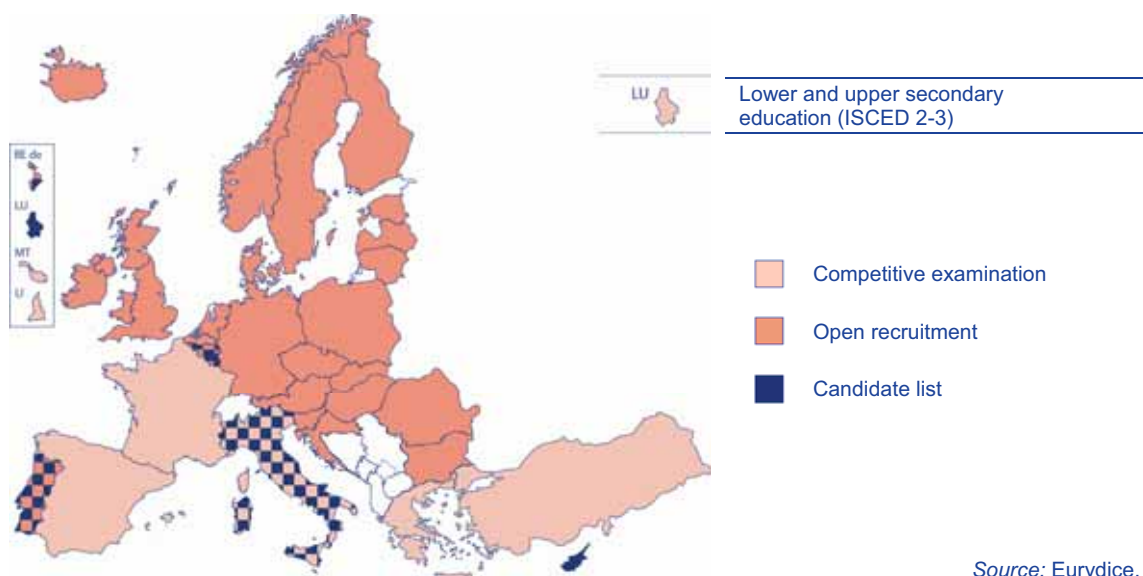 BE de
LU
MT
LI
LU
Lower and upper secondary
education (ISCED 2-3)
Competitive examination
Open recruitment
Candidate list
Source: Eurydice.